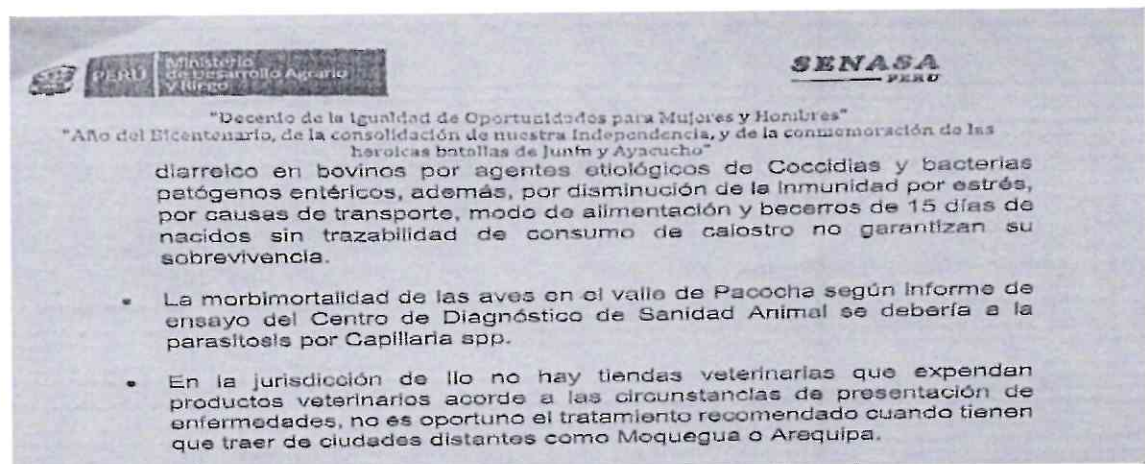 PERÚ
Ministerio
de Desarrollo Agrario
y Riego
SENASA
PERU
"Decenio de la Igualdad de Oportunidades para Mujeres y Hombres"
"Año del Bicentenario, de la consolidación de nuestra Independencia, y de la conmemoración de las
heroicas batallas de Junín y Ayacucho"
diarreico en bovinos por agentes etiológicos de Coccidias y bacterias
patógenos entéricos, además, por disminución de la inmunidad por estrés,
por causas de transporte, modo de alimentación y becerros de 15 días de
nacidos sin trazabilidad de consumo de calostro no garantizan su
sobrevivencia.
• La morbimortalidad de las aves en el valle de Pacocha según informe de
ensayo del Centro de Diagnóstico de Sanidad Animal se debería a la
parasitosis por Capillaria spp.
• En la jurisdicción de Ilo no hay tiendas veterinarias que expendan
productos veterinarios acorde a las circunstancias de presentación de
enfermedades, no es oportuno el tratamiento recomendado cuando tienen
que traer de ciudades distantes como Moquegua o Arequipa.